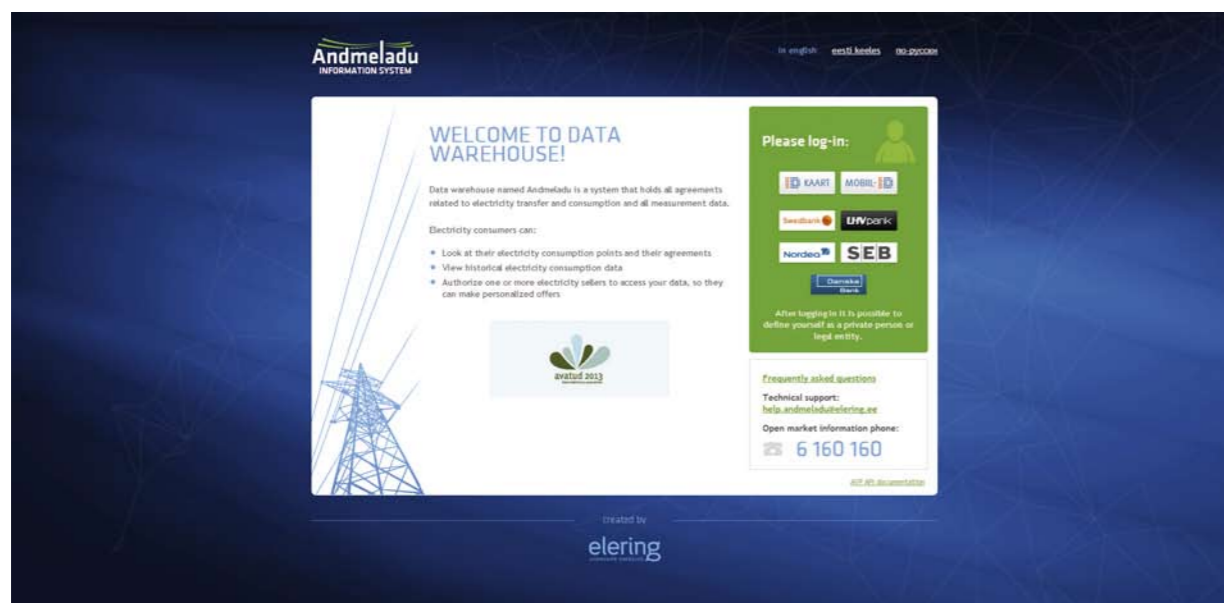 Andmeladu
INFORMATION SYSTEM
in english eesti keeles по-русски
WELCOME TO DATA
WAREHOUSE!
Data warehouse named Andmeladu is a system that holds all agreements
related to electricity transfer and consumption and all measurement data.
Electricity consumers can:
Look at their electricity consumption points and their agreements
View historical electricity consumption data
Authorize one or more electricity sellers to access your data, so they
can make personalized offers
avatud 2013
Please log-in:
ID KAART MOBIIL-ID
Swedbank LHV pank
Nordea SEB
Danske
Bank
After logging in it is possible to
define yourself as a private person or
legal entity.
Frequently asked questions
Technical support:
help.andmeladu@elering.ee
Open market information phone:
6 160 160
API documentation
created by
elering